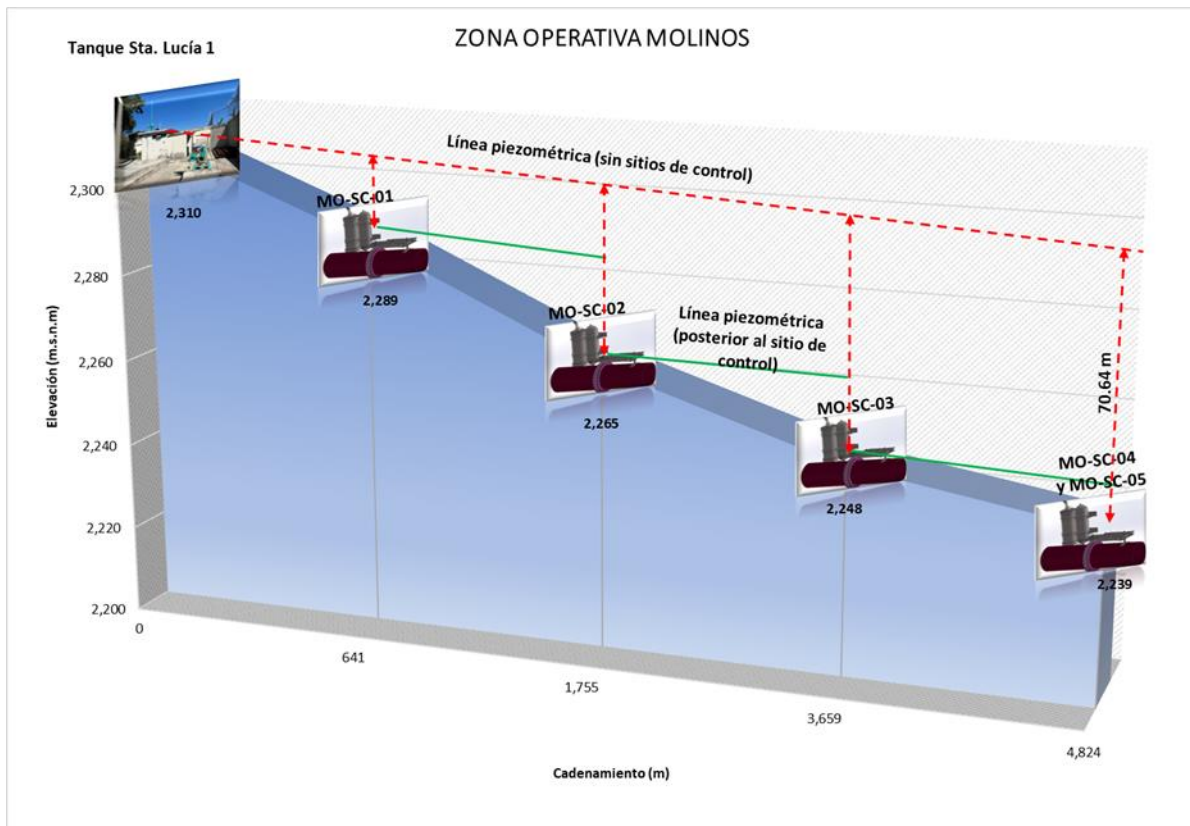 ZONA OPERATIVA MOLINOS
Tanque Sta. Lucía 1
Línea piezométrica (sin sitios de control)
2,300
2,310
MO-SC-01
2,289
2,280
MO-SC-02
Línea piezométrica
(posterior al sitio de
control)
2,265
2,260
MO-SC-03
2,248
70.64 m
MO-SC-04
y MO-SC-05
2,239
2,240
2,220
2,200
Elevación (m.s.n.m)
0
641
1,755
3,659
4,824
Cadenamiento (m)